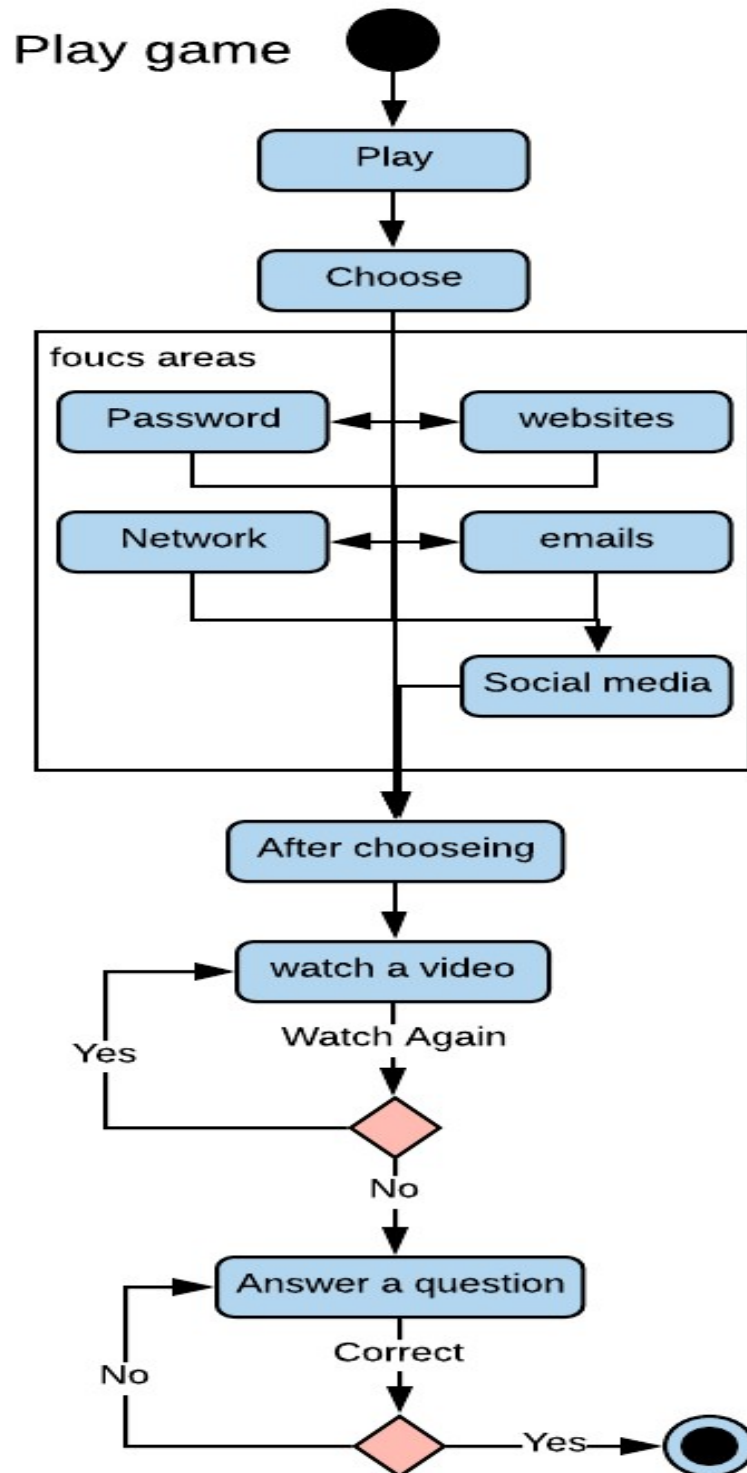 Play game
Play
Choose
foucs areas
Password
websites
Network
emails
Social media
After chooseing
watch a video
Watch Again
Yes
No
Answer a question
Correct
No
Yes